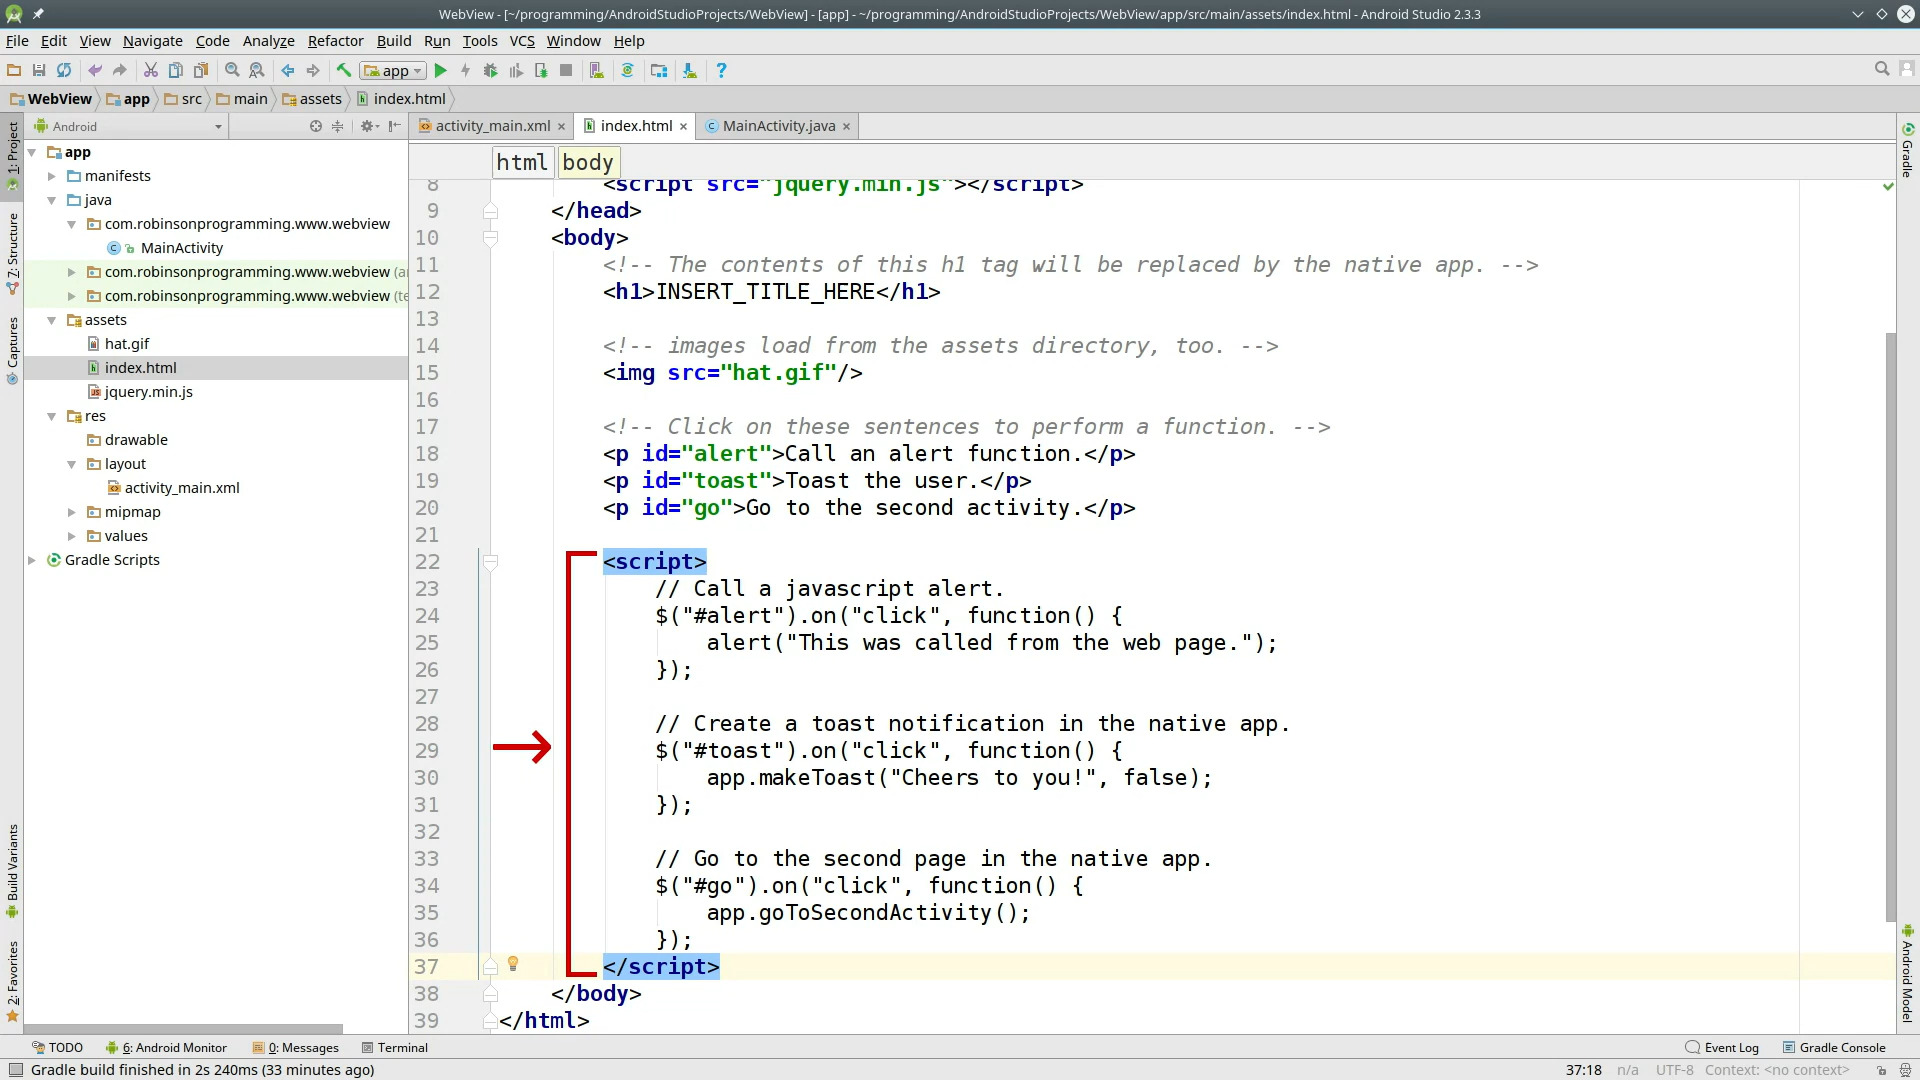 WebView - [~/programming/AndroidStudioProjects/WebView] - [app] - ~/programming/AndroidStudioProjects/WebView/app/src/main/assets/index.html - Android Studio 2.3.3
File Edit View Navigate Code Analyze Refactor Build Run Tools VCS Window Help
app
WebView app src main assets index.html
Android
activity_main.xml index.html MainActivity.java
html body
1: Project
7: Structure
Captures
Build Variants
2: Favorites
app
manifests
java
com.robinsonprogramming.www.webview
MainActivity
com.robinsonprogramming.www.webview (a
com.robinsonprogramming.www.webview (te
assets
hat.gif
index.html
jquery.min.js
res
drawable
layout
activity_main.xml
mipmap
values
Gradle Scripts
8 <script src="jquery.min.js"></script>
9 </head>
10 <body>
11 <!-- The contents of this h1 tag will be replaced by the native app. -->
12 <h1>INSERT_TITLE_HERE</h1>
13
14 <!-- images load from the assets directory, too. -->
15 <img src="hat.gif"/>
16
17 <!-- Click on these sentences to perform a function. -->
18 <p id="alert">Call an alert function.</p>
19 <p id="toast">Toast the user.</p>
20 <p id="go">Go to the second activity.</p>
21
22 <script>
23 // Call a javascript alert.
24 $("#alert").on("click", function() {
25 alert("This was called from the web page.");
26 });
27
28 // Create a toast notification in the native app.
29 $("#toast").on("click", function() {
30 app.makeToast("Cheers to you!", false);
31 });
32
33 // Go to the second page in the native app.
34 $("#go").on("click", function() {
35 app.goToSecondActivity();
36 });
37 </script>
38 </body>
39 </html>
Gradle
Android Model
TODO 6: Android Monitor 0: Messages Terminal Event Log Gradle Console
Gradle build finished in 2s 240ms (33 minutes ago) 37:18 n/a UTF-8 Context: <no context>